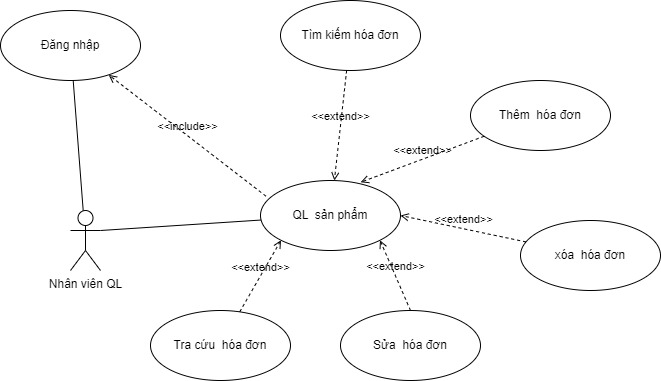 Tìm kiếm hóa đơn
Đăng nhập
<<extend>>
Thêm hóa đơn
<<include>>
<<extend>>
QL sản phẩm
<<extend>>
xóa hóa đơn
Nhân viên QL
<<extend>>
<<extend>>
Tra cứu hóa đơn
Sửa hóa đơn